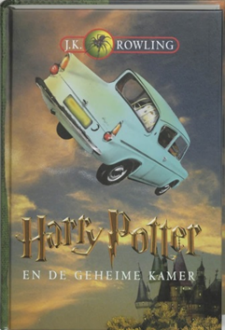 J.K. ROWLING
Harry Potter
EN DE GEHEIME KAMER